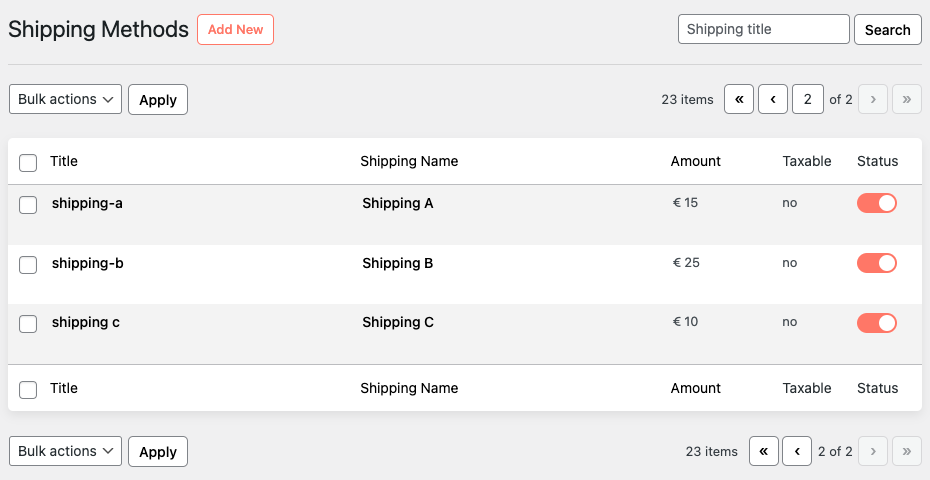 Shipping Methods Add New Shipping title Search
Bulk actions Apply 23 items « ‹ 2 of 2 › »
Title Shipping Name Amount Taxable Status
shipping-a Shipping A € 15 no
shipping-b Shipping B € 25 no
shipping c Shipping C € 10 no
Title Shipping Name Amount Taxable Status
Bulk actions Apply 23 items « ‹ 2 of 2 › »